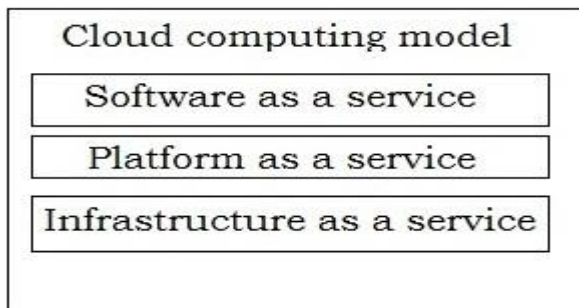 Cloud computing model
Software as a service
Platform as a service
Infrastructure as a service